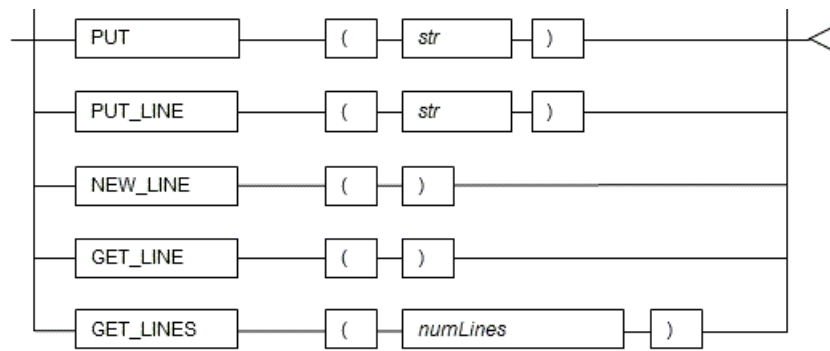 PUT ( str )
PUT_LINE ( str )
NEW_LINE ( )
GET_LINE ( )
GET_LINES ( numLines )